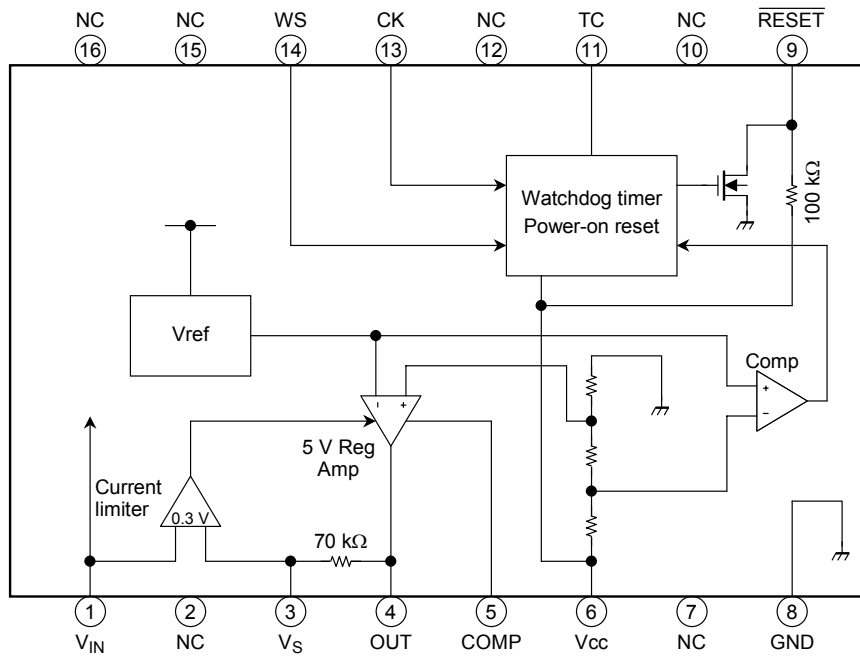 NC NC WS CK NC TC NC RESET
16 15 14 13 12 11 10 9
Watchdog timer
Power-on reset
100 kΩ
Vref
Comp
+
−
− +
5 V Reg
Amp
Current
limiter
0.3 V
70 kΩ
1 2 3 4 5 6 7 8
VIN NC VS OUT COMP Vcc NC GND